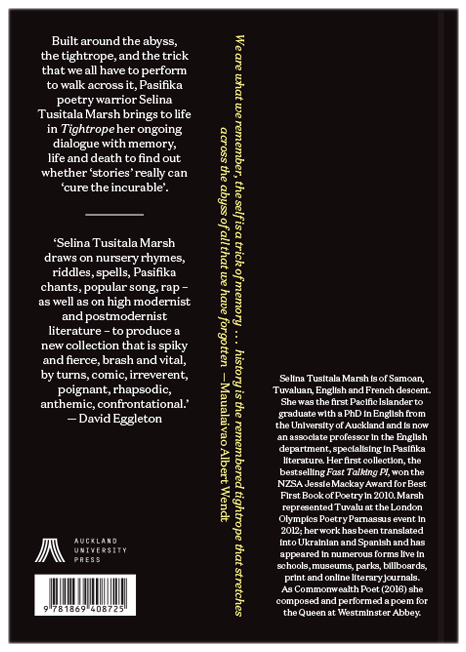 Built around the abyss,
the tightrope, and the trick
that we all have to perform
to walk across it, Pasifika
poetry warrior Selina
Tusitala Marsh brings to life
in Tightrope her ongoing
dialogue with memory,
life and death to find out
whether ‘stories’ really can
‘cure the incurable’.
‘Selina Tusitala Marsh
draws on nursery rhymes,
riddles, spells, Pasifika
chants, popular song, rap –
as well as on high modernist
and postmodernist
literature – to produce a
new collection that is spiky
and fierce, brash and vital,
by turns, comic, irreverent,
poignant, rhapsodic,
anthemic, confrontational.’
— David Eggleton
AUCKLAND
UNIVERSITY
PRESS
9 781869 408725
We are what we remember, the self is a trick of memory . . . history is the remembered tightrope that stretches
across the abyss of all that we have forgotten —Maualaivao Albert Wendt
Selina Tusitala Marsh is of Samoan,
Tuvaluan, English and French descent.
She was the first Pacific Islander to
graduate with a PhD in English from
the University of Auckland and is now
an associate professor in the English
department, specialising in Pasifika
literature. Her first collection, the
bestselling Fast Talking PI, won the
NZSA Jessie Mackay Award for Best
First Book of Poetry in 2010. Marsh
represented Tuvalu at the London
Olympics Poetry Parnassus event in
2012; her work has been translated
into Ukrainian and Spanish and has
appeared in numerous forms live in
schools, museums, parks, billboards,
print and online literary journals.
As Commonwealth Poet (2016) she
composed and performed a poem for
the Queen at Westminster Abbey.